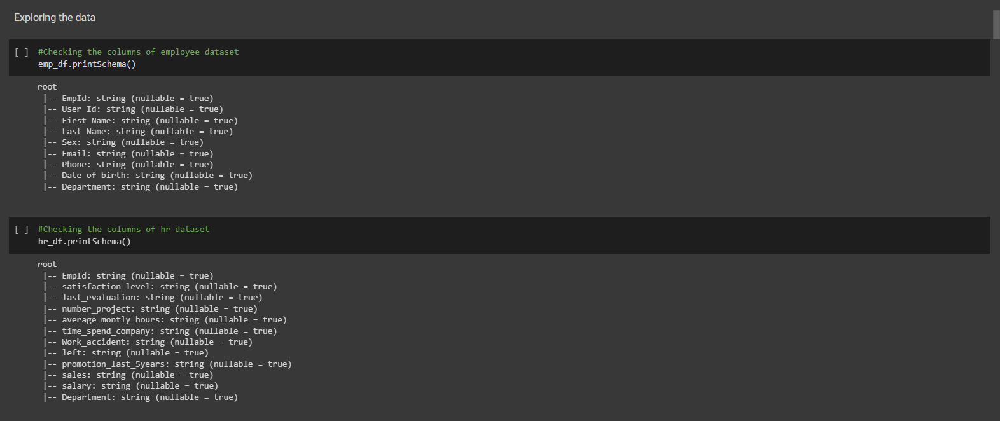 Exploring the data
[ ] #Checking the columns of employee dataset
emp_df.printSchema()
root
|-- EmpId: string (nullable = true)
|-- User Id: string (nullable = true)
|-- First Name: string (nullable = true)
|-- Last Name: string (nullable = true)
|-- Sex: string (nullable = true)
|-- Email: string (nullable = true)
|-- Phone: string (nullable = true)
|-- Date of birth: string (nullable = true)
|-- Department: string (nullable = true)
[ ] #Checking the columns of hr dataset
hr_df.printSchema()
root
|-- EmpId: string (nullable = true)
|-- satisfaction_level: string (nullable = true)
|-- last_evaluation: string (nullable = true)
|-- number_project: string (nullable = true)
|-- average_montly_hours: string (nullable = true)
|-- time_spend_company: string (nullable = true)
|-- Work_accident: string (nullable = true)
|-- left: string (nullable = true)
|-- promotion_last_5years: string (nullable = true)
|-- sales: string (nullable = true)
|-- salary: string (nullable = true)
|-- Department: string (nullable = true)